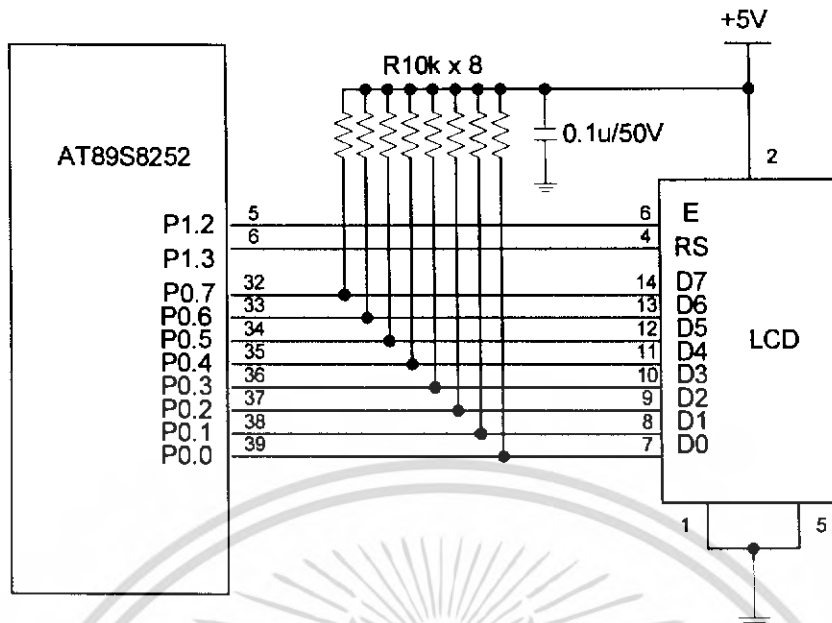 +5V
R10k x 8
0.1u/50V
2
AT89S8252
P1.2 5 6 E
P1.3 6 4 RS
P0.7 32 14 D7
P0.6 33 13 D6
P0.5 34 12 D5
P0.4 35 11 D4
P0.3 36 10 D3
P0.2 37 9 D2
P0.1 38 8 D1
P0.0 39 7 D0
LCD
1 5